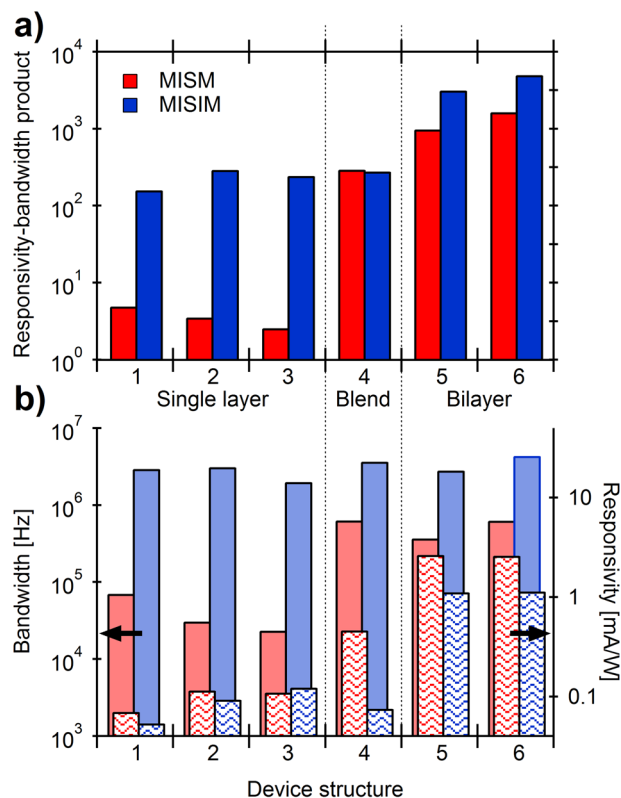 a)
Responsivity-bandwidth product
10^4
10^3
10^2
10^1
10^0
MISM
MISIM
1 2 3 4 5 6
Single layer Blend Bilayer
b)
Bandwidth [Hz]
10^7
10^6
10^5
10^4
10^3
10
1
0.1
Responsivity [mA/W]
1 2 3 4 5 6
Device structure